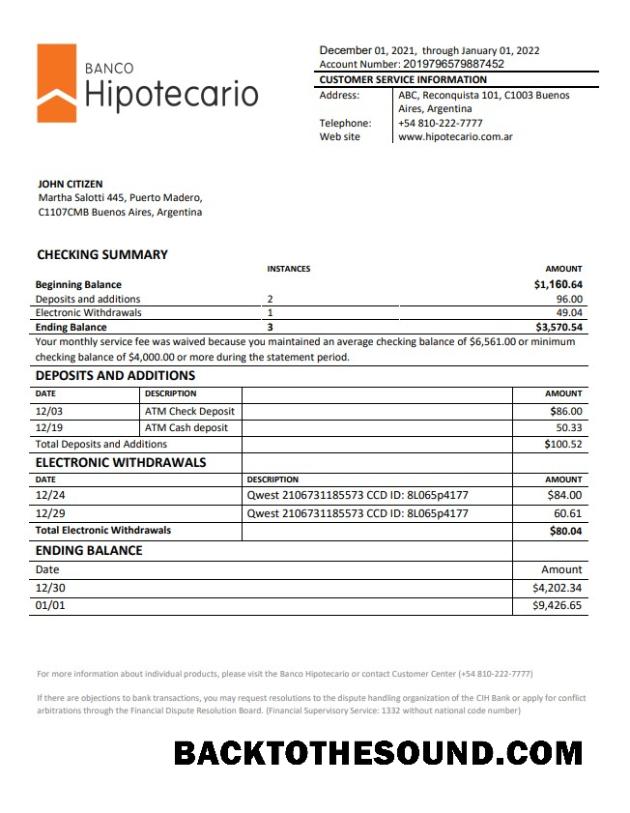 December 01, 2021, through January 01, 2022
Account Number: 2019796579887452
BANCO
Hipotecario
CUSTOMER SERVICE INFORMATION
Address: ABC, Reconquista 101, C1003 Buenos
Aires, Argentina
Telephone: +54 810-222-7777
Web site www.hipotecario.com.ar
JOHN CITIZEN
Martha Salotti 445, Puerto Madero,
C1107CMB Buenos Aires, Argentina
CHECKING SUMMARY
INSTANCES AMOUNT
Beginning Balance $1,160.64
Deposits and additions 2 96.00
Electronic Withdrawals 1 49.04
Ending Balance 3 $3,570.54
Your monthly service fee was waived because you maintained an average checking balance of $6,561.00 or minimum
checking balance of $4,000.00 or more during the statement period.
DEPOSITS AND ADDITIONS
DATE DESCRIPTION AMOUNT
12/03 ATM Check Deposit $86.00
12/19 ATM Cash deposit 50.33
Total Deposits and Additions $100.52
ELECTRONIC WITHDRAWALS
DATE DESCRIPTION AMOUNT
12/24 Qwest 2106731185573 CCD ID: 8L065p4177 $84.00
12/29 Qwest 2106731185573 CCD ID: 8L065p4177 60.61
Total Electronic Withdrawals $80.04
ENDING BALANCE
Date Amount
12/30 $4,202.34
01/01 $9,426.65
For more information about individual products, please visit the Banco Hipotecario or contact Customer Center (+54 810-222-7777)
If there are objections to bank transactions, you may request resolutions to the dispute handling organization of the CIH Bank or apply for conflict
arbitrations through the Financial Dispute Resolution Board. (Financial Supervisory Service: 1332 without national code number)
BACKTOTHESOUND.COM